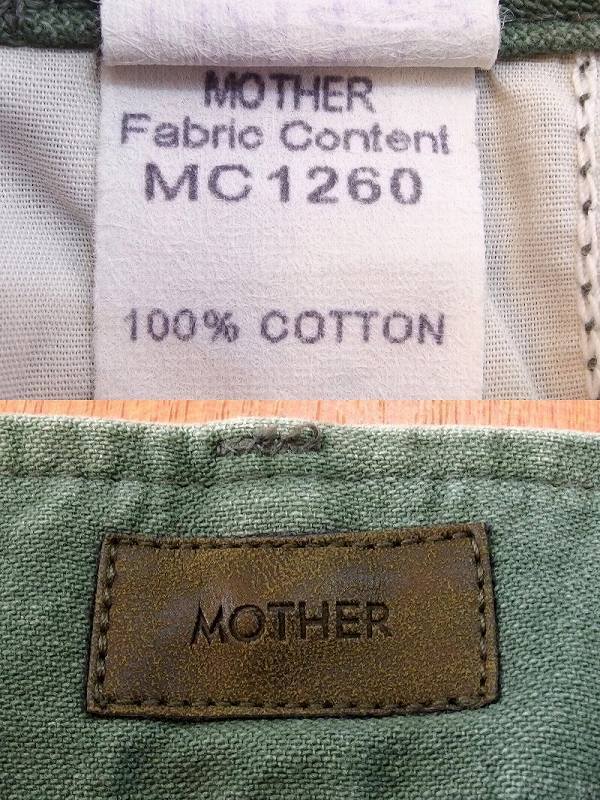 MOTHER
Fabric Content
MC1260
100% COTTON
MOTHER